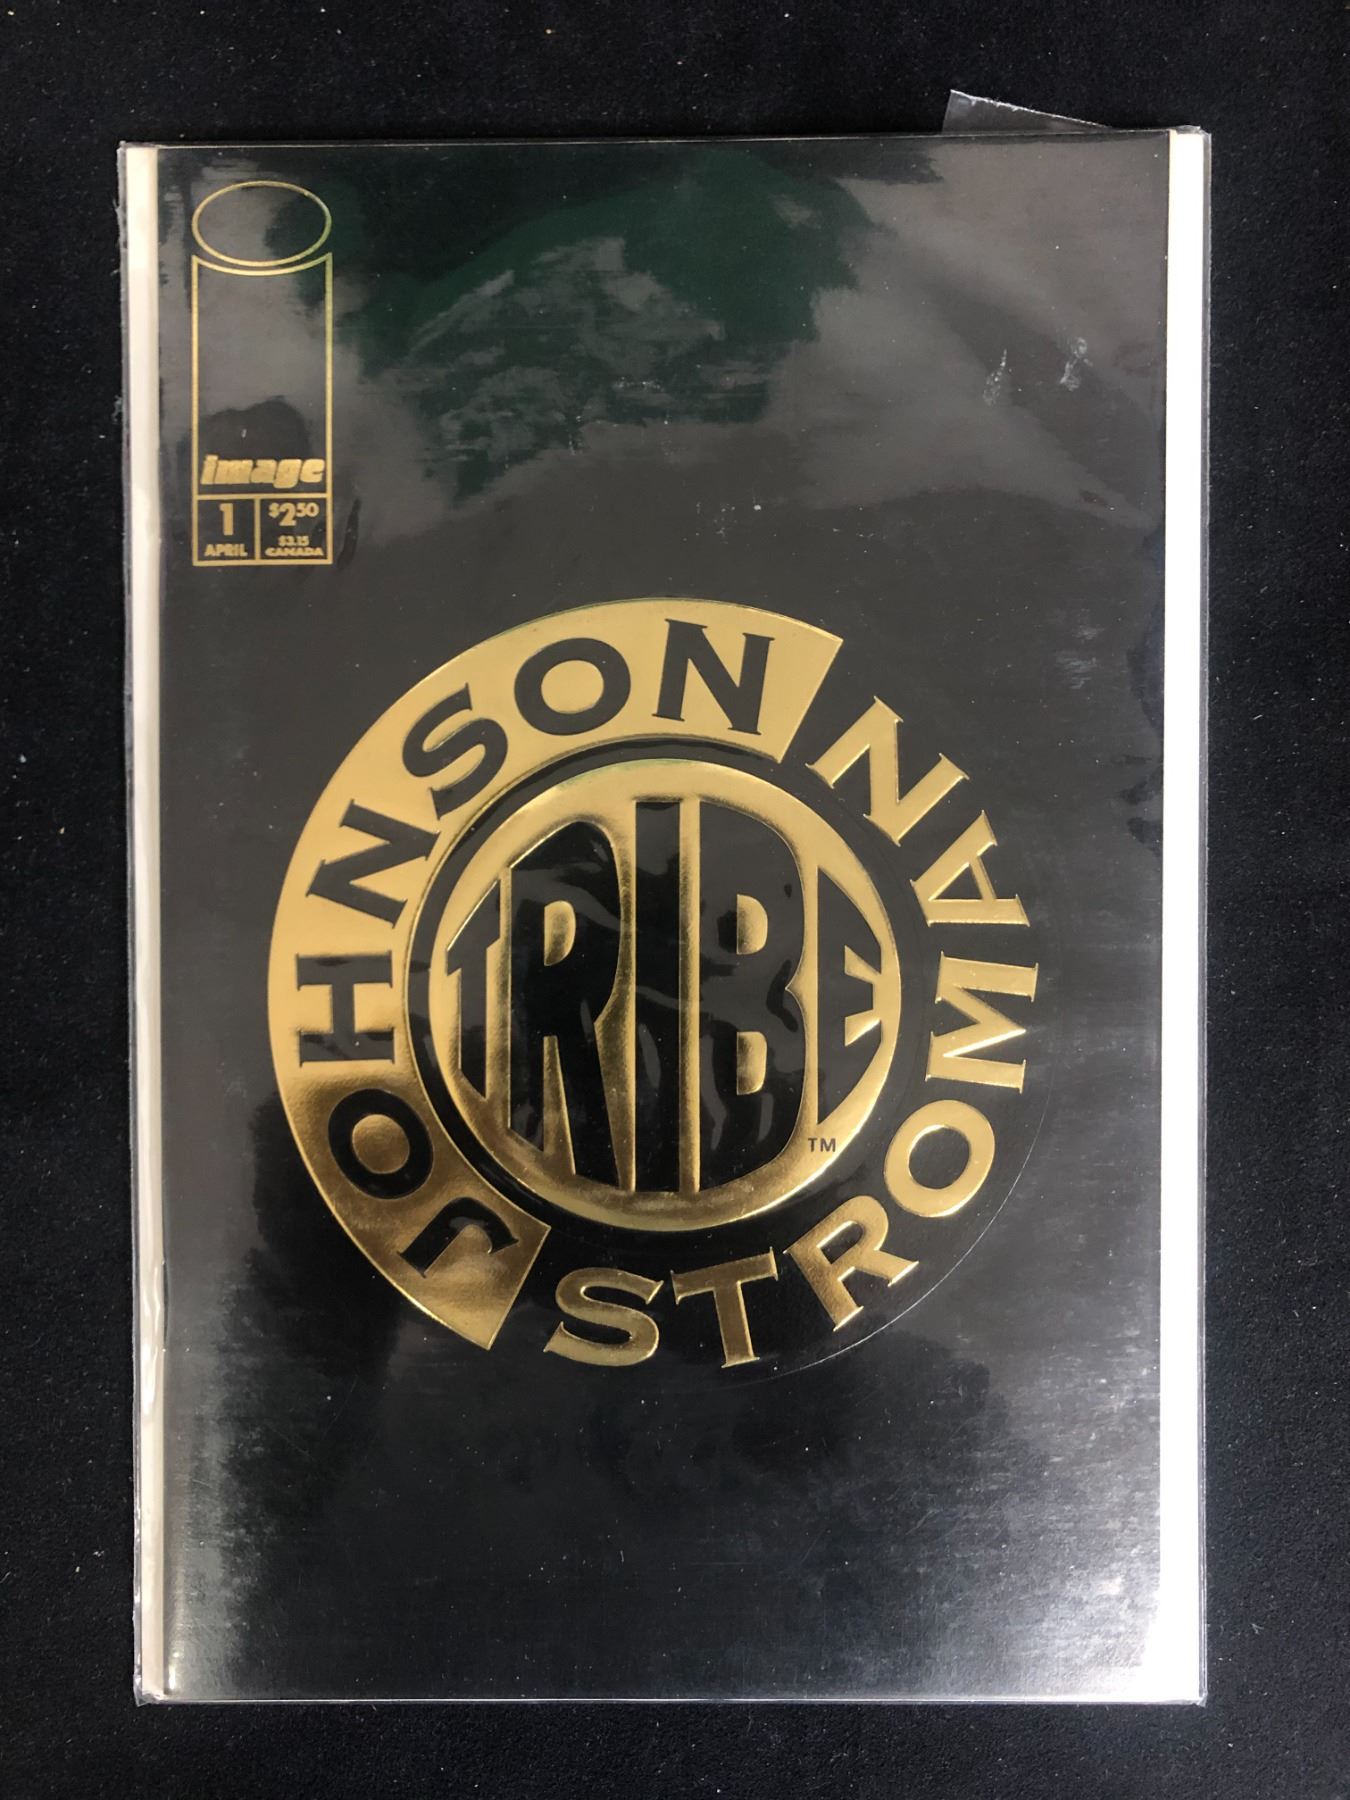 image
1
APRIL
$2.50
$3.15
CANADA
JOHNSON
STROMAN
TRIBE
TM